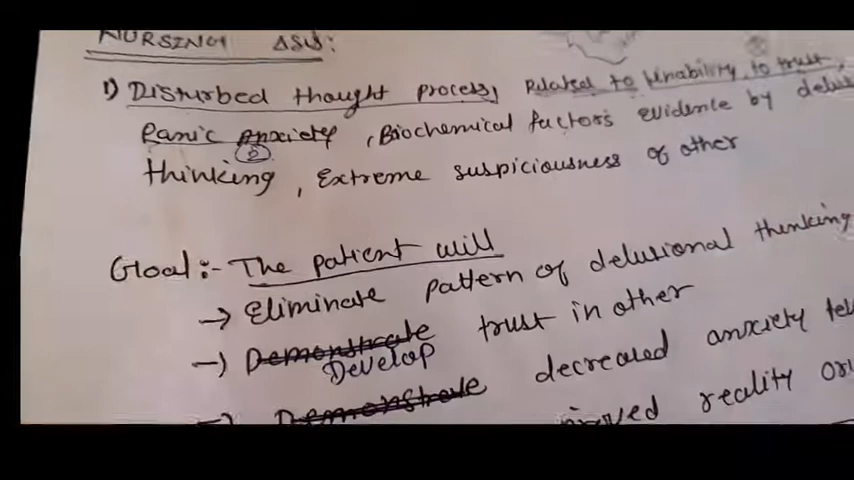 NURSING
1) Disturbed thought process, Related to inability to trust,
Panic anxiety, Biochemical factors evidence by
thinking, Extreme suspiciousness of other
Goal:- The patient will
→ Eliminate pattern of delusional thinking
→ Demonstrate trust in other
Develop
→ Demonstrate decreased anxiety
reality